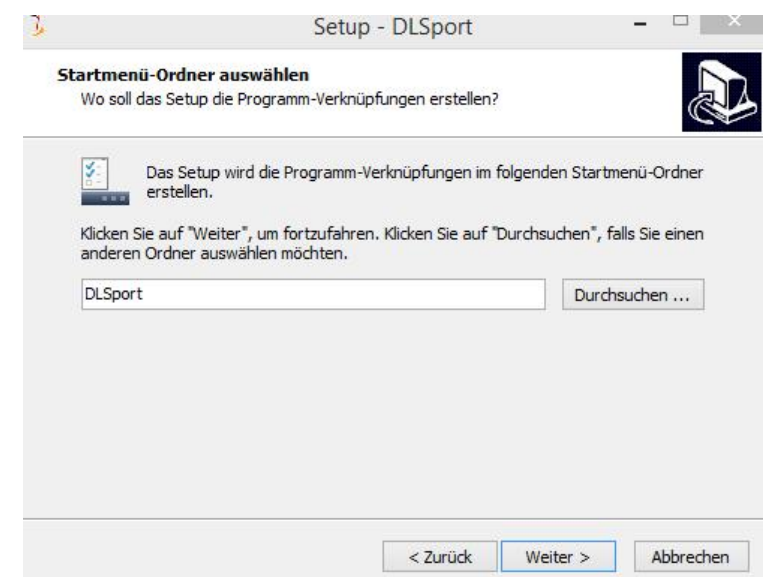 Setup - DLSport
Startmenü-Ordner auswählen
Wo soll das Setup die Programm-Verknüpfungen erstellen?
Das Setup wird die Programm-Verknüpfungen im folgenden Startmenü-Ordner
erstellen.
Klicken Sie auf "Weiter", um fortzufahren. Klicken Sie auf "Durchsuchen", falls Sie einen
anderen Ordner auswählen möchten.
DLSport
Durchsuchen ...
< Zurück
Weiter >
Abbrechen